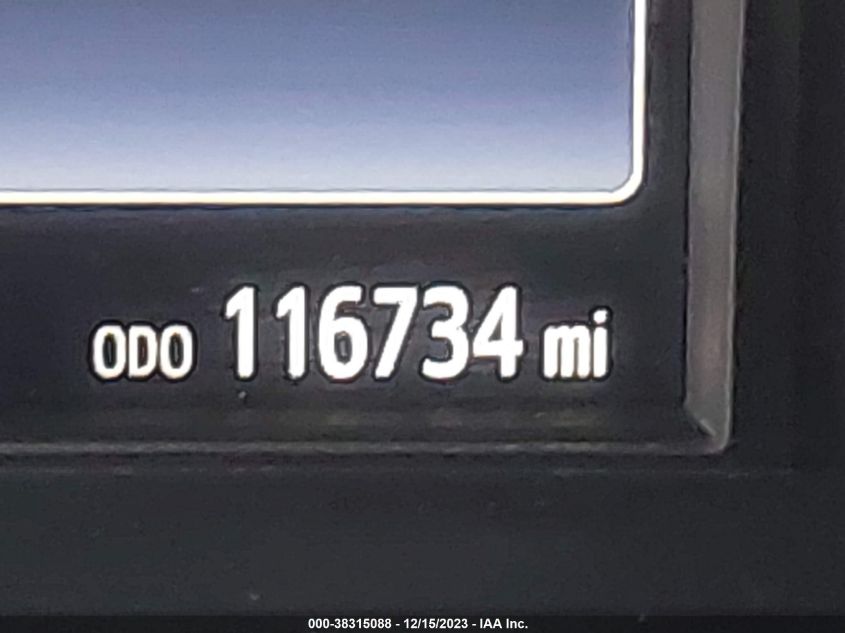 ODO 116734 mi
000-38315088 - 12/15/2023 - IAA Inc.